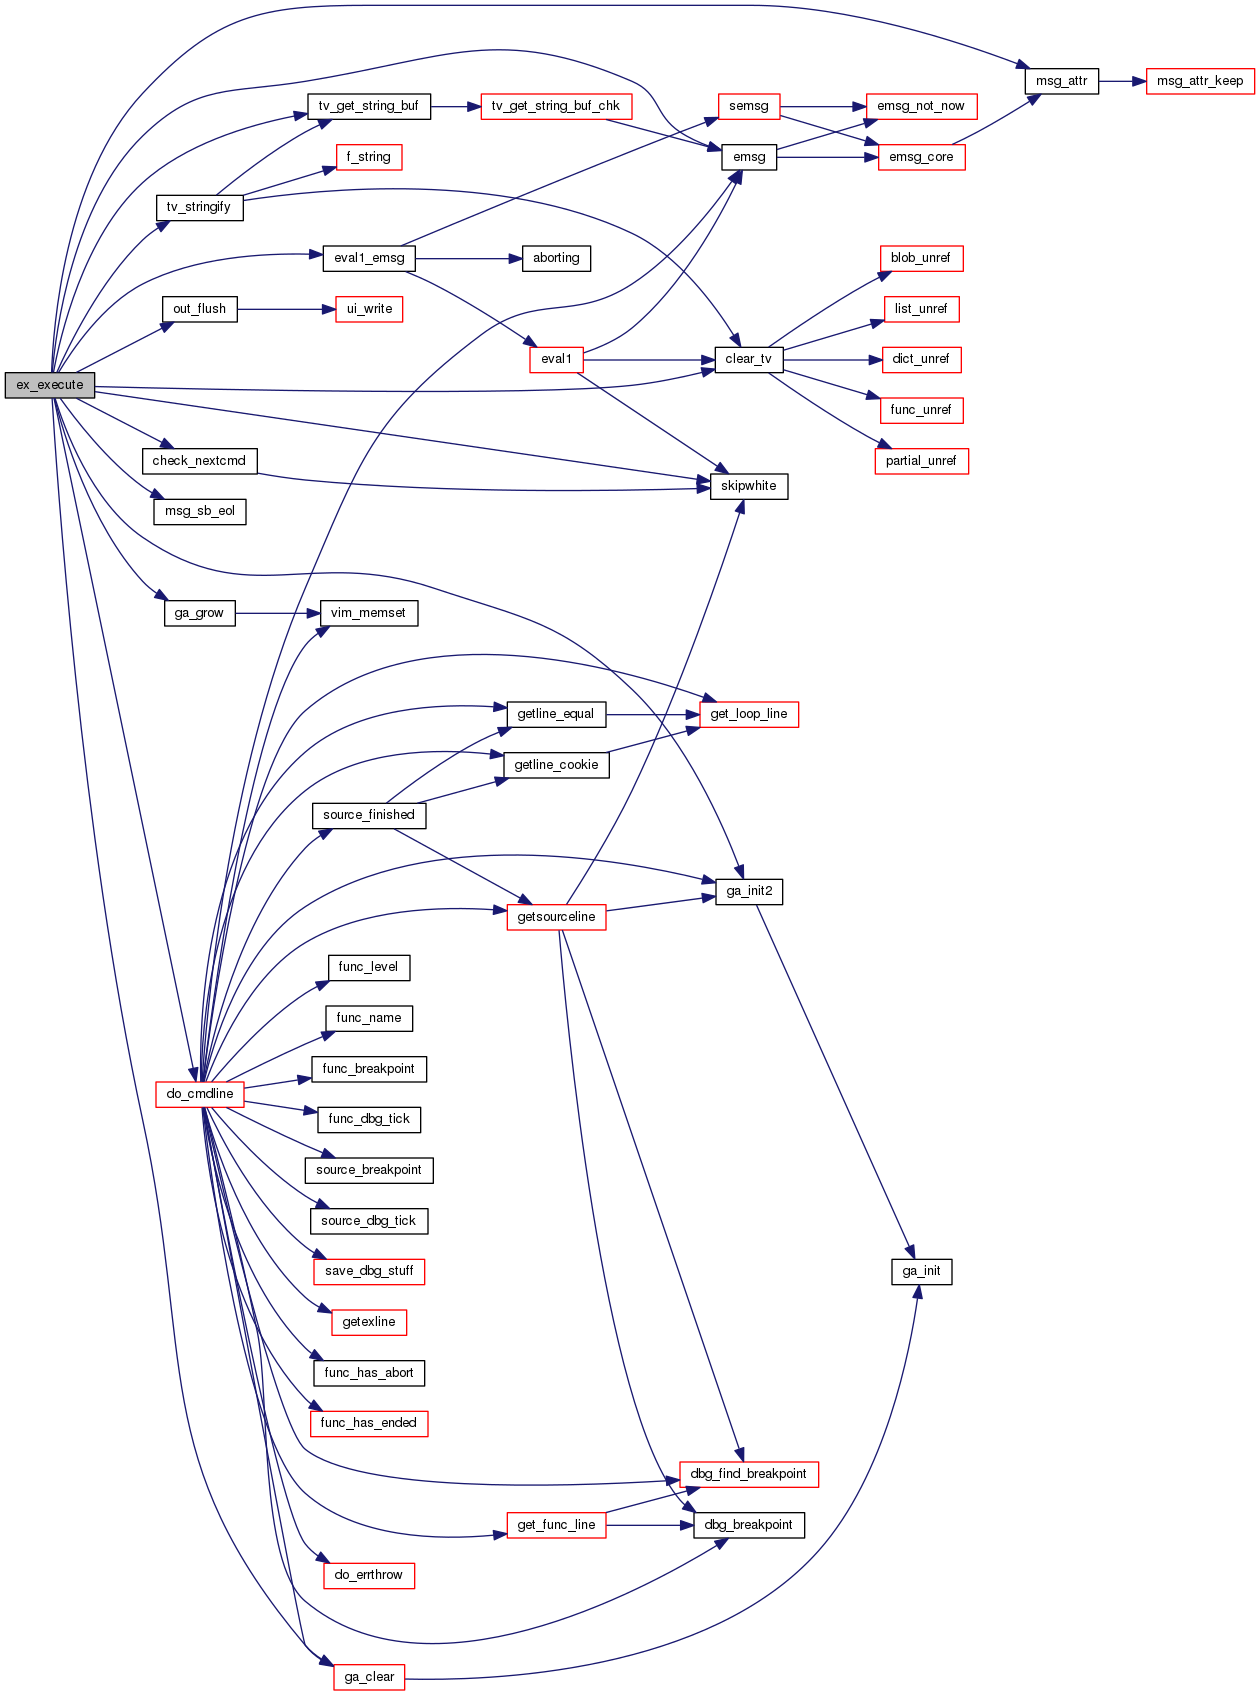 msg_attr
msg_attr_keep
tv_get_string_buf
tv_get_string_buf_chk
semsg
emsg_not_now
f_string
emsg
emsg_core
tv_stringify
eval1_emsg
aborting
blob_unref
out_flush
ui_write
list_unref
eval1
clear_tv
dict_unref
ex_execute
func_unref
check_nextcmd
partial_unref
skipwhite
msg_sb_eol
ga_grow
vim_memset
getline_equal
get_loop_line
getline_cookie
source_finished
ga_init2
getsourceline
func_level
func_name
func_breakpoint
do_cmdline
func_dbg_tick
source_breakpoint
source_dbg_tick
save_dbg_stuff
ga_init
getexline
func_has_abort
func_has_ended
dbg_find_breakpoint
get_func_line
dbg_breakpoint
do_errthrow
ga_clear